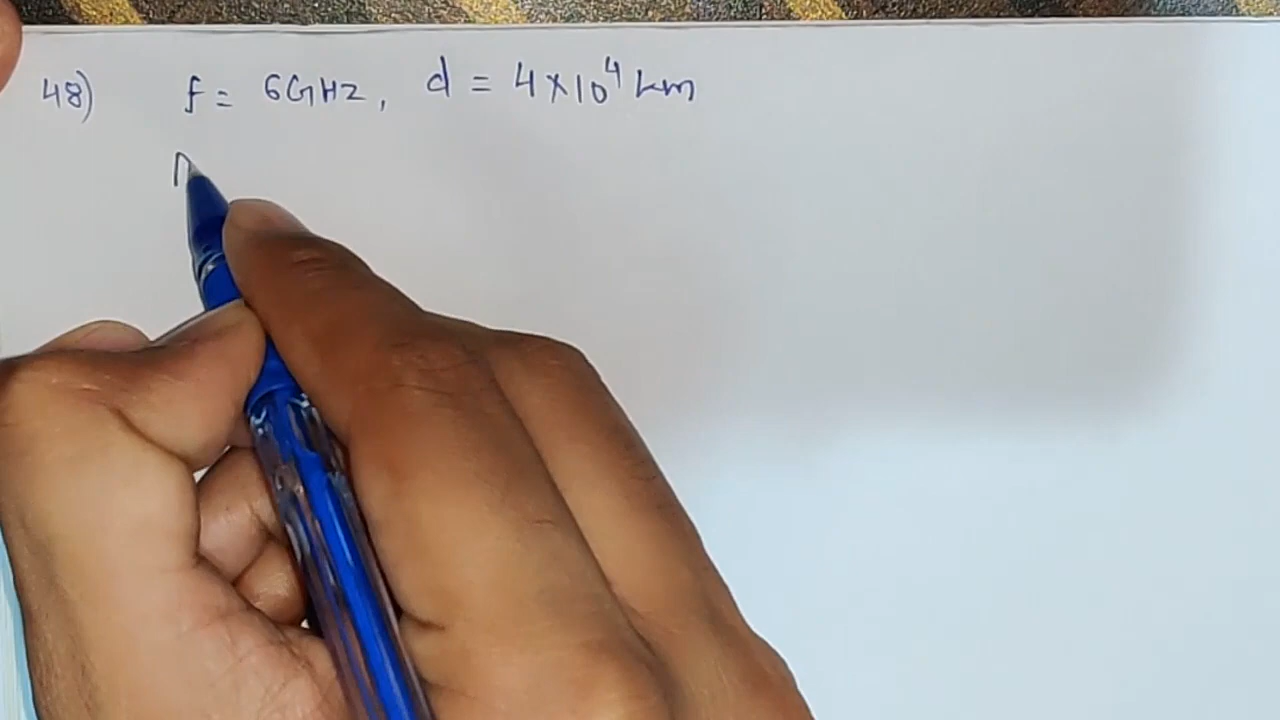 48) f = 6GHz, d = 4×10⁴ km